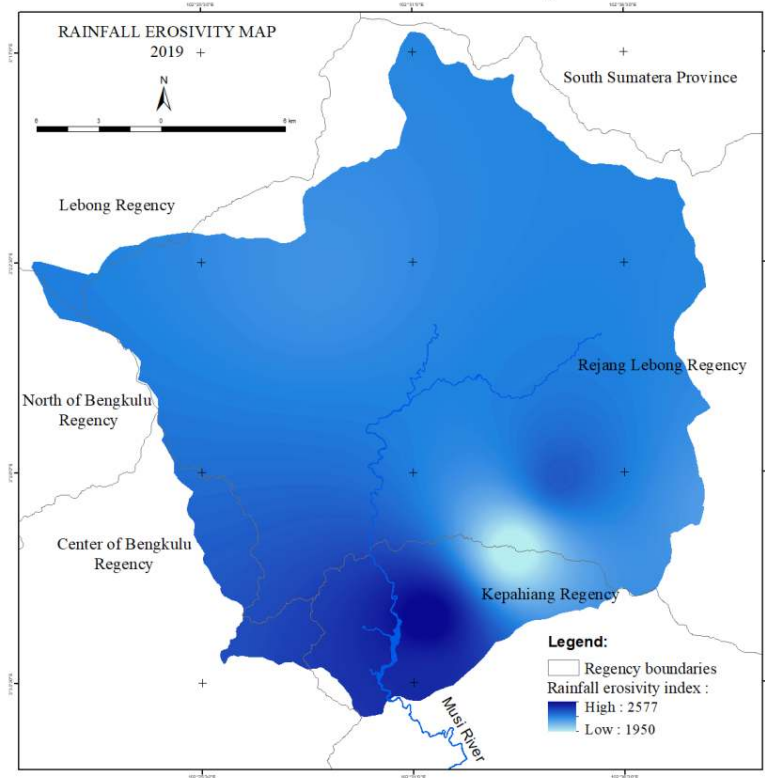 RAINFALL EROSIVITY MAP
2019
N
6 3 0 6 km
South Sumatera Province
Lebong Regency
Rejang Lebong Regency
North of Bengkulu
Regency
Center of Bengkulu
Regency
Kepahiang Regency
Legend:
Regency boundaries
Rainfall erosivity index :
High : 2577
Low : 1950
Musi River